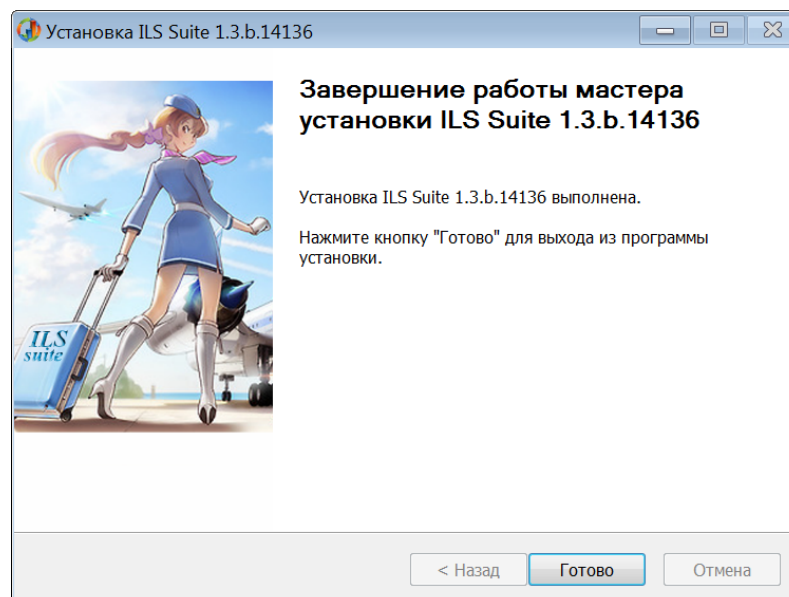 Установка ILS Suite 1.3.b.14136
Завершение работы мастера
установки ILS Suite 1.3.b.14136
Установка ILS Suite 1.3.b.14136 выполнена.
Нажмите кнопку "Готово" для выхода из программы
установки.
ILS
suite
< Назад
Готово
Отмена